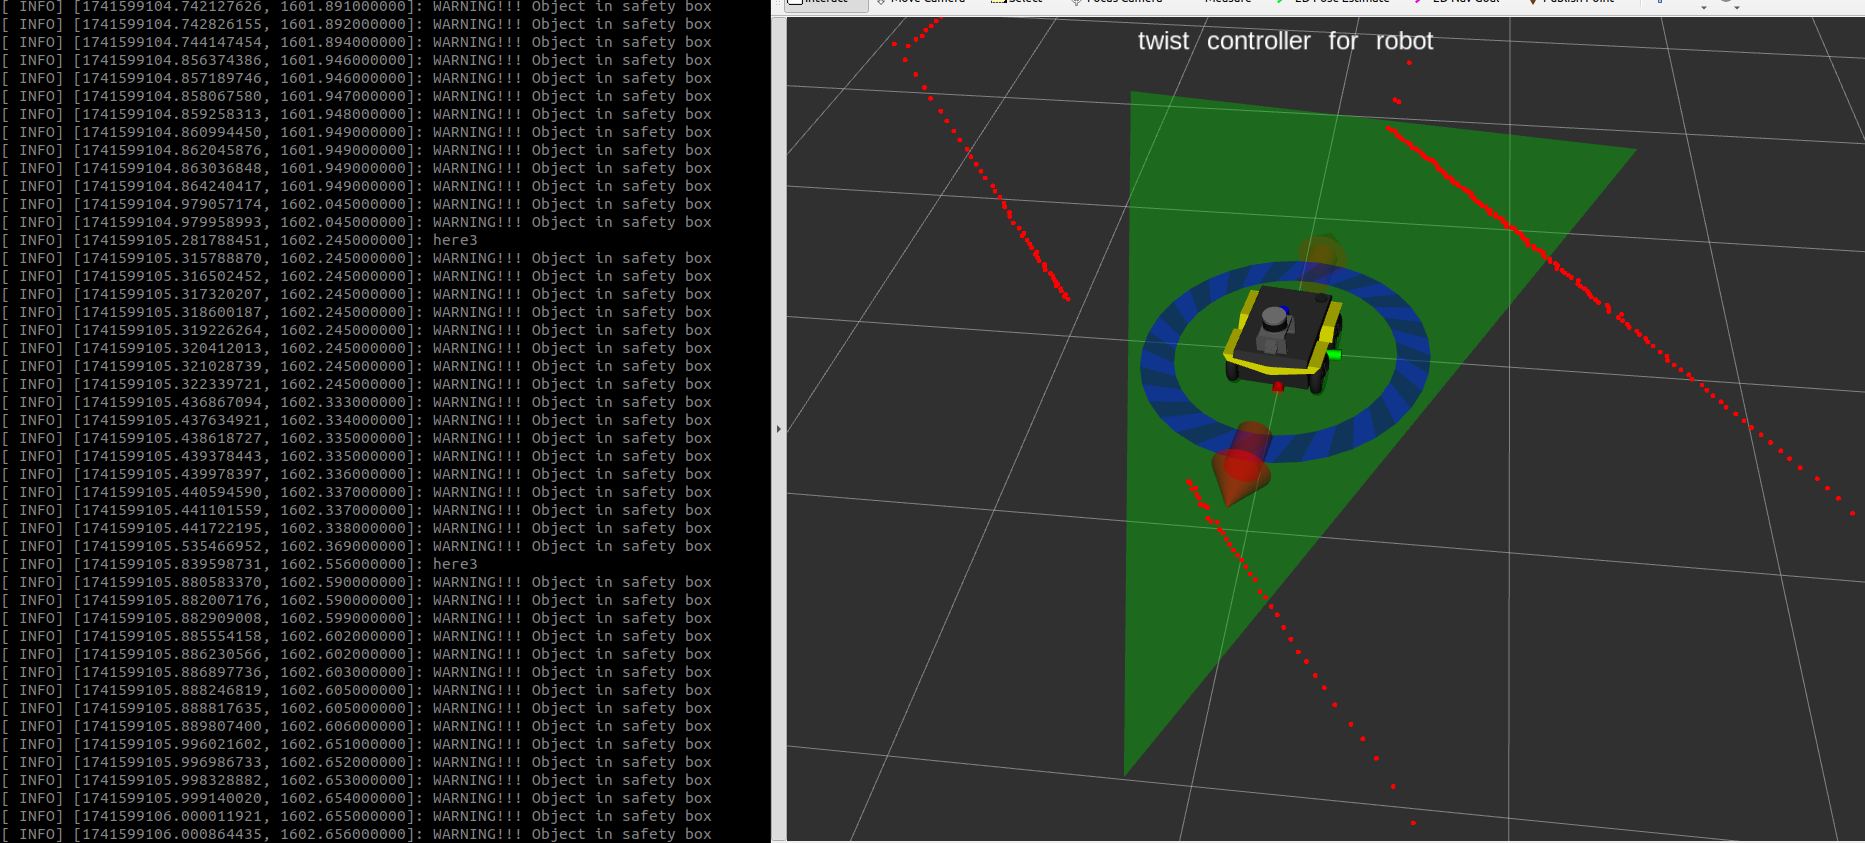 [ INFO] [1741599104.742127626, 1601.891000000]: WARNING!!! Object in safety box
[ INFO] [1741599104.742826155, 1601.892000000]: WARNING!!! Object in safety box
[ INFO] [1741599104.744147454, 1601.894000000]: WARNING!!! Object in safety box
[ INFO] [1741599104.856374386, 1601.946000000]: WARNING!!! Object in safety box
[ INFO] [1741599104.857189746, 1601.946000000]: WARNING!!! Object in safety box
[ INFO] [1741599104.858067580, 1601.947000000]: WARNING!!! Object in safety box
[ INFO] [1741599104.859258313, 1601.948000000]: WARNING!!! Object in safety box
[ INFO] [1741599104.860994450, 1601.949000000]: WARNING!!! Object in safety box
[ INFO] [1741599104.862045876, 1601.949000000]: WARNING!!! Object in safety box
[ INFO] [1741599104.863036848, 1601.949000000]: WARNING!!! Object in safety box
[ INFO] [1741599104.864240417, 1601.949000000]: WARNING!!! Object in safety box
[ INFO] [1741599104.979057174, 1602.045000000]: WARNING!!! Object in safety box
[ INFO] [1741599104.979958993, 1602.045000000]: WARNING!!! Object in safety box
[ INFO] [1741599105.281788451, 1602.245000000]: here3
[ INFO] [1741599105.315788870, 1602.245000000]: WARNING!!! Object in safety box
[ INFO] [1741599105.316502452, 1602.245000000]: WARNING!!! Object in safety box
[ INFO] [1741599105.317320207, 1602.245000000]: WARNING!!! Object in safety box
[ INFO] [1741599105.318600187, 1602.245000000]: WARNING!!! Object in safety box
[ INFO] [1741599105.319226264, 1602.245000000]: WARNING!!! Object in safety box
[ INFO] [1741599105.320412013, 1602.245000000]: WARNING!!! Object in safety box
[ INFO] [1741599105.321028739, 1602.245000000]: WARNING!!! Object in safety box
[ INFO] [1741599105.322339721, 1602.245000000]: WARNING!!! Object in safety box
[ INFO] [1741599105.436867094, 1602.333000000]: WARNING!!! Object in safety box
[ INFO] [1741599105.437634921, 1602.334000000]: WARNING!!! Object in safety box
[ INFO] [1741599105.438618727, 1602.335000000]: WARNING!!! Object in safety box
[ INFO] [1741599105.439378443, 1602.335000000]: WARNING!!! Object in safety box
[ INFO] [1741599105.439978397, 1602.336000000]: WARNING!!! Object in safety box
[ INFO] [1741599105.440594590, 1602.337000000]: WARNING!!! Object in safety box
[ INFO] [1741599105.441101559, 1602.337000000]: WARNING!!! Object in safety box
[ INFO] [1741599105.441722195, 1602.338000000]: WARNING!!! Object in safety box
[ INFO] [1741599105.535466952, 1602.369000000]: WARNING!!! Object in safety box
[ INFO] [1741599105.839598731, 1602.556000000]: here3
[ INFO] [1741599105.880583370, 1602.590000000]: WARNING!!! Object in safety box
[ INFO] [1741599105.882007176, 1602.590000000]: WARNING!!! Object in safety box
[ INFO] [1741599105.882909008, 1602.599000000]: WARNING!!! Object in safety box
[ INFO] [1741599105.885554158, 1602.602000000]: WARNING!!! Object in safety box
[ INFO] [1741599105.886230566, 1602.602000000]: WARNING!!! Object in safety box
[ INFO] [1741599105.886897736, 1602.603000000]: WARNING!!! Object in safety box
[ INFO] [1741599105.888246819, 1602.605000000]: WARNING!!! Object in safety box
[ INFO] [1741599105.888817635, 1602.605000000]: WARNING!!! Object in safety box
[ INFO] [1741599105.889807400, 1602.606000000]: WARNING!!! Object in safety box
[ INFO] [1741599105.996021602, 1602.651000000]: WARNING!!! Object in safety box
[ INFO] [1741599105.996986733, 1602.652000000]: WARNING!!! Object in safety box
[ INFO] [1741599105.998328882, 1602.653000000]: WARNING!!! Object in safety box
[ INFO] [1741599105.999140020, 1602.654000000]: WARNING!!! Object in safety box
[ INFO] [1741599106.000011921, 1602.655000000]: WARNING!!! Object in safety box
[ INFO] [1741599106.000864435, 1602.656000000]: WARNING!!! Object in safety box
Interact Move Camera Select Focus Camera Measure 2D Pose Estimate 2D Nav Goal Publish Point
twist controller for robot